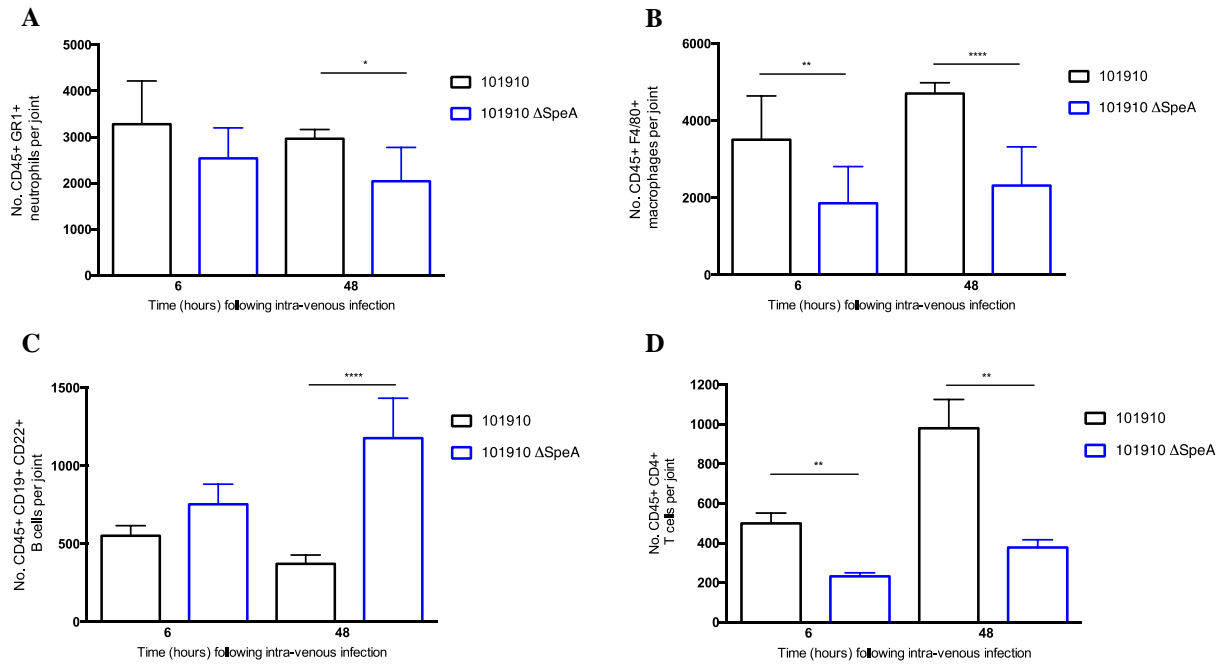 A
No. CD45+ GR1+
neutrophils per joint
5000
4000
3000
2000
1000
0
*
6
48
Time (hours) following intra-venous infection
101910
101910 ΔSpeA
B
No. CD45+ F4/80+
macrophages per joint
6000
4000
2000
0
**
****
6
48
Time (hours) following intra-venous infection
101910
101910 ΔSpeA
C
No. CD45+ CD19+ CD22+
B cells per joint
1500
1000
500
0
****
6
48
Time (hours) following intra-venous infection
101910
101910 ΔSpeA
D
No. CD45+ CD4+
T cells per joint
1200
1000
800
600
400
200
0
**
**
6
48
Time (hours) following intra-venous infection
101910
101910 ΔSpeA